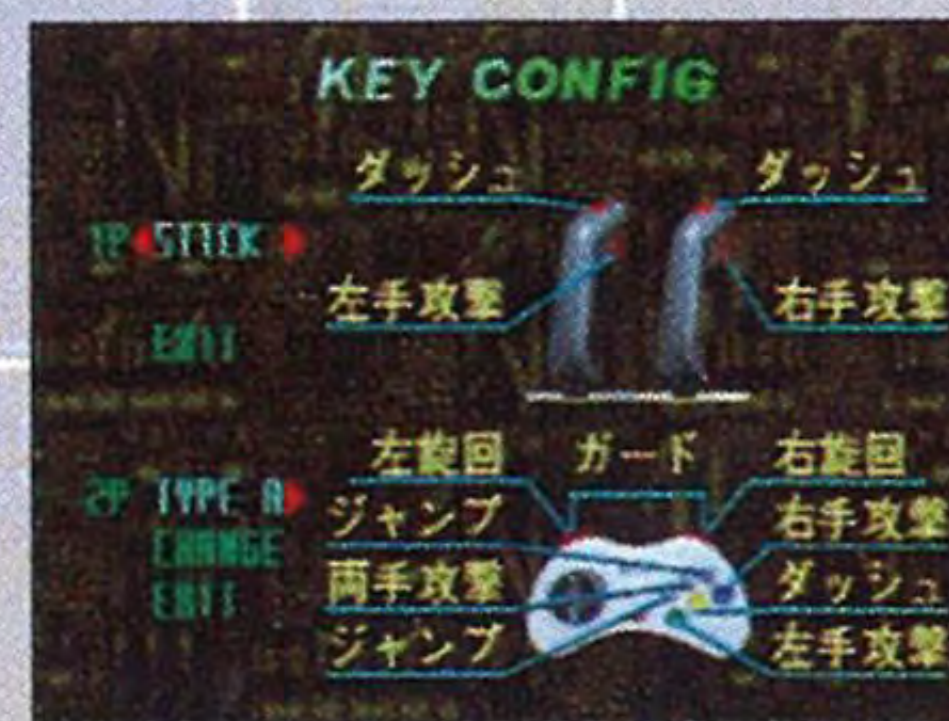 KEY CONFIG
ダッシュ ダッシュ
1P STICK
左手攻撃 右手攻撃
EXIT
左旋回 ガード 右旋回
2P TYPE A ジャンプ 右手攻撃
CHANGE
両手攻撃 ダッシュ
EXIT
ジャンプ 左手攻撃